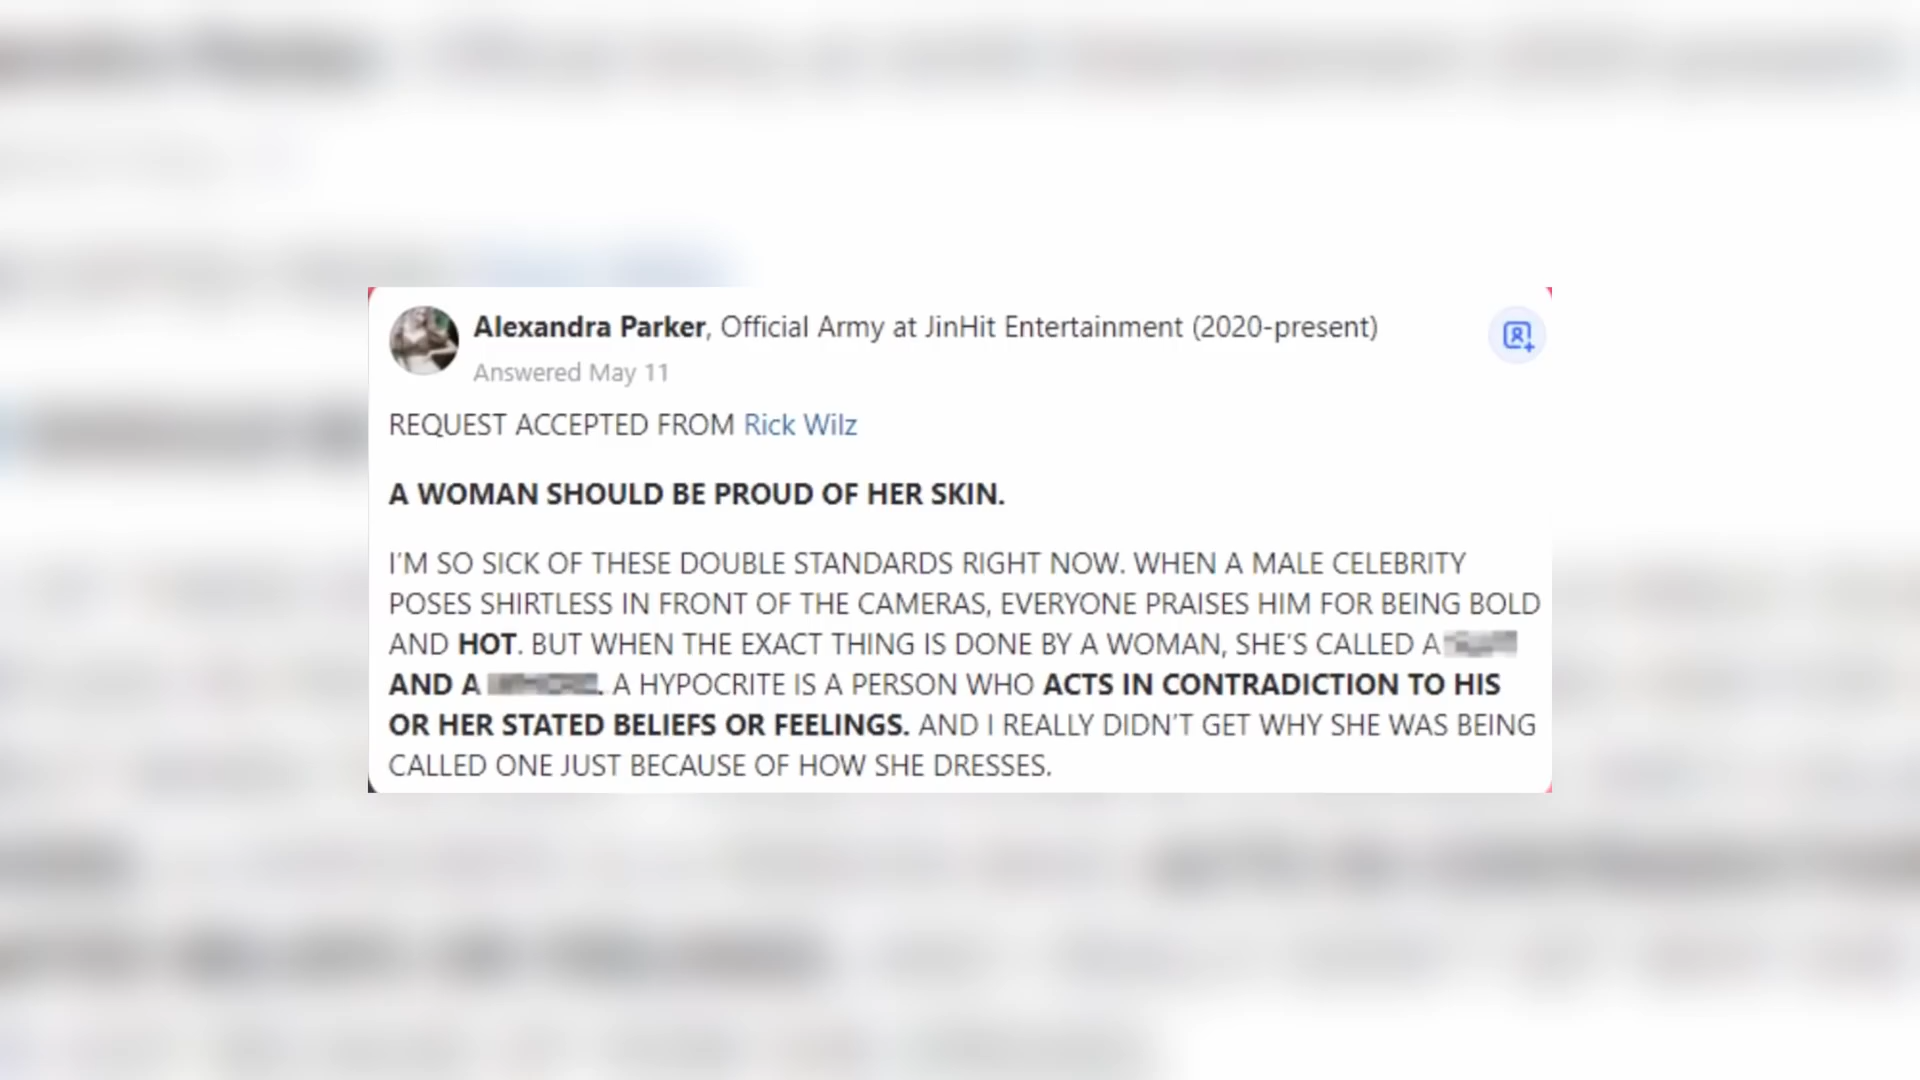 Alexandra Parker, Official Army at JinHit Entertainment (2020-present)
Answered May 11
REQUEST ACCEPTED FROM Rick Wilz
A WOMAN SHOULD BE PROUD OF HER SKIN.
I'M SO SICK OF THESE DOUBLE STANDARDS RIGHT NOW. WHEN A MALE CELEBRITY
POSES SHIRTLESS IN FRONT OF THE CAMERAS, EVERYONE PRAISES HIM FOR BEING BOLD
AND HOT. BUT WHEN THE EXACT THING IS DONE BY A WOMAN, SHE'S CALLED A
AND A . A HYPOCRITE IS A PERSON WHO ACTS IN CONTRADICTION TO HIS
OR HER STATED BELIEFS OR FEELINGS. AND I REALLY DIDN'T GET WHY SHE WAS BEING
CALLED ONE JUST BECAUSE OF HOW SHE DRESSES.